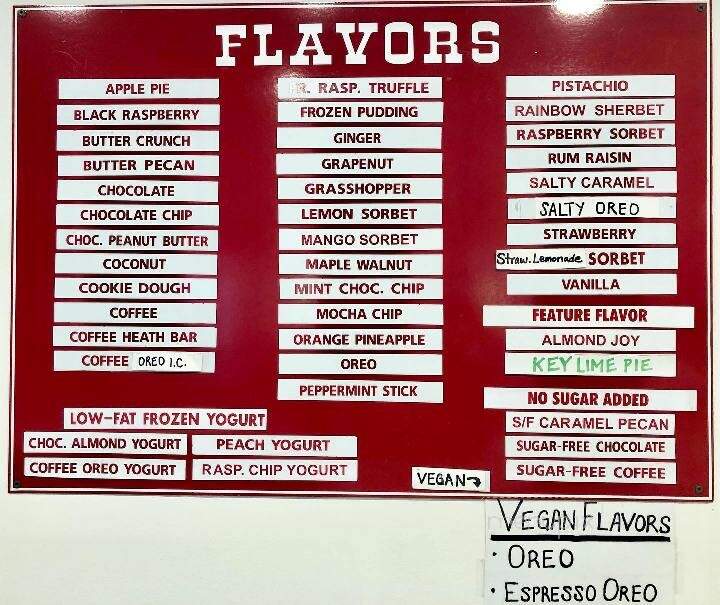 FLAVORS
APPLE PIE
BLACK RASPBERRY
BUTTER CRUNCH
BUTTER PECAN
CHOCOLATE
CHOCOLATE CHIP
CHOC. PEANUT BUTTER
COCONUT
COOKIE DOUGH
COFFEE
COFFEE HEATH BAR
COFFEE OREO I.C.
R. RASP. TRUFFLE
FROZEN PUDDING
GINGER
GRAPENUT
GRASSHOPPER
LEMON SORBET
MANGO SORBET
MAPLE WALNUT
MINT CHOC. CHIP
MOCHA CHIP
ORANGE PINEAPPLE
OREO
PEPPERMINT STICK
PISTACHIO
RAINBOW SHERBET
RASPBERRY SORBET
RUM RAISIN
SALTY CARAMEL
SALTY OREO
STRAWBERRY
Straw. Lemonade SORBET
VANILLA
FEATURE FLAVOR
ALMOND JOY
KEY LIME PIE
NO SUGAR ADDED
S/F CARAMEL PECAN
SUGAR-FREE CHOCOLATE
SUGAR-FREE COFFEE
LOW-FAT FROZEN YOGURT
CHOC. ALMOND YOGURT
PEACH YOGURT
COFFEE OREO YOGURT
RASP. CHIP YOGURT
VEGAN→
VEGAN FLAVORS
• OREO
• ESPRESSO OREO